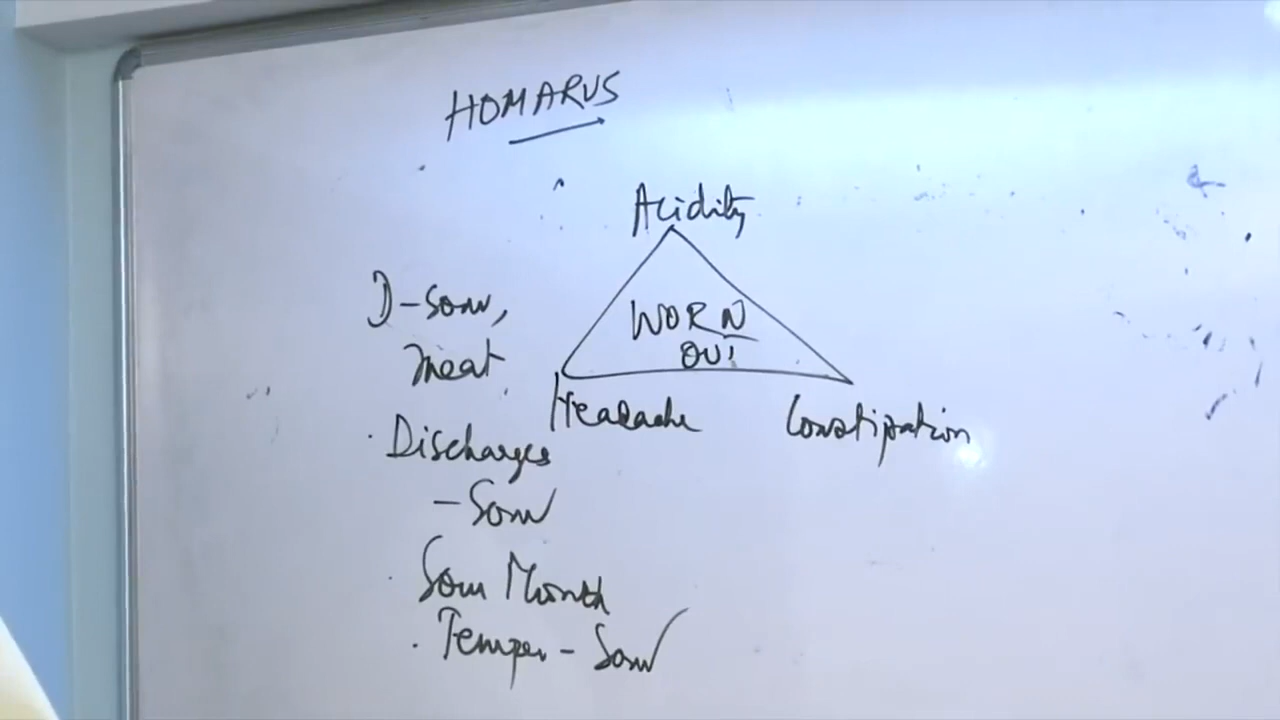 HOMARUS
Acidity
WORN
OUT
Headache
Constipation
D-Sour,
meat
Discharges
- Sour
Sour Mouth
Temper - Sour